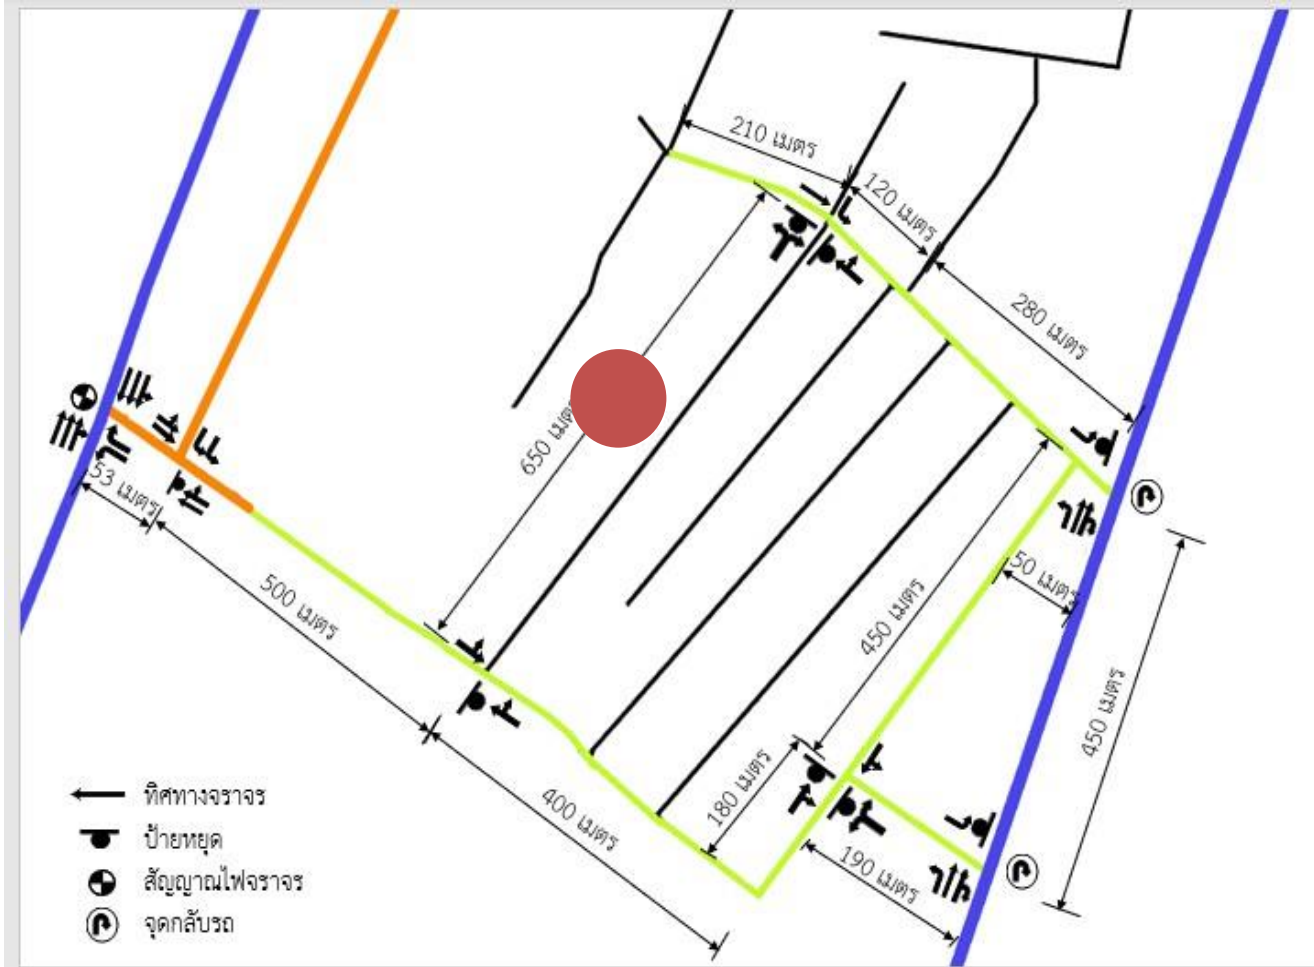 210 เมตร
120 เมตร
280 เมตร
650 เมต
53 เมตร
500 เมตร
50 เมตร
450 เมตร
450 เมตร
180 เมตร
400 เมตร
190 เมตร
ทิศทางจราจร
ป้ายหยุด
สัญญาณไฟจราจร
จุดกลับรถ